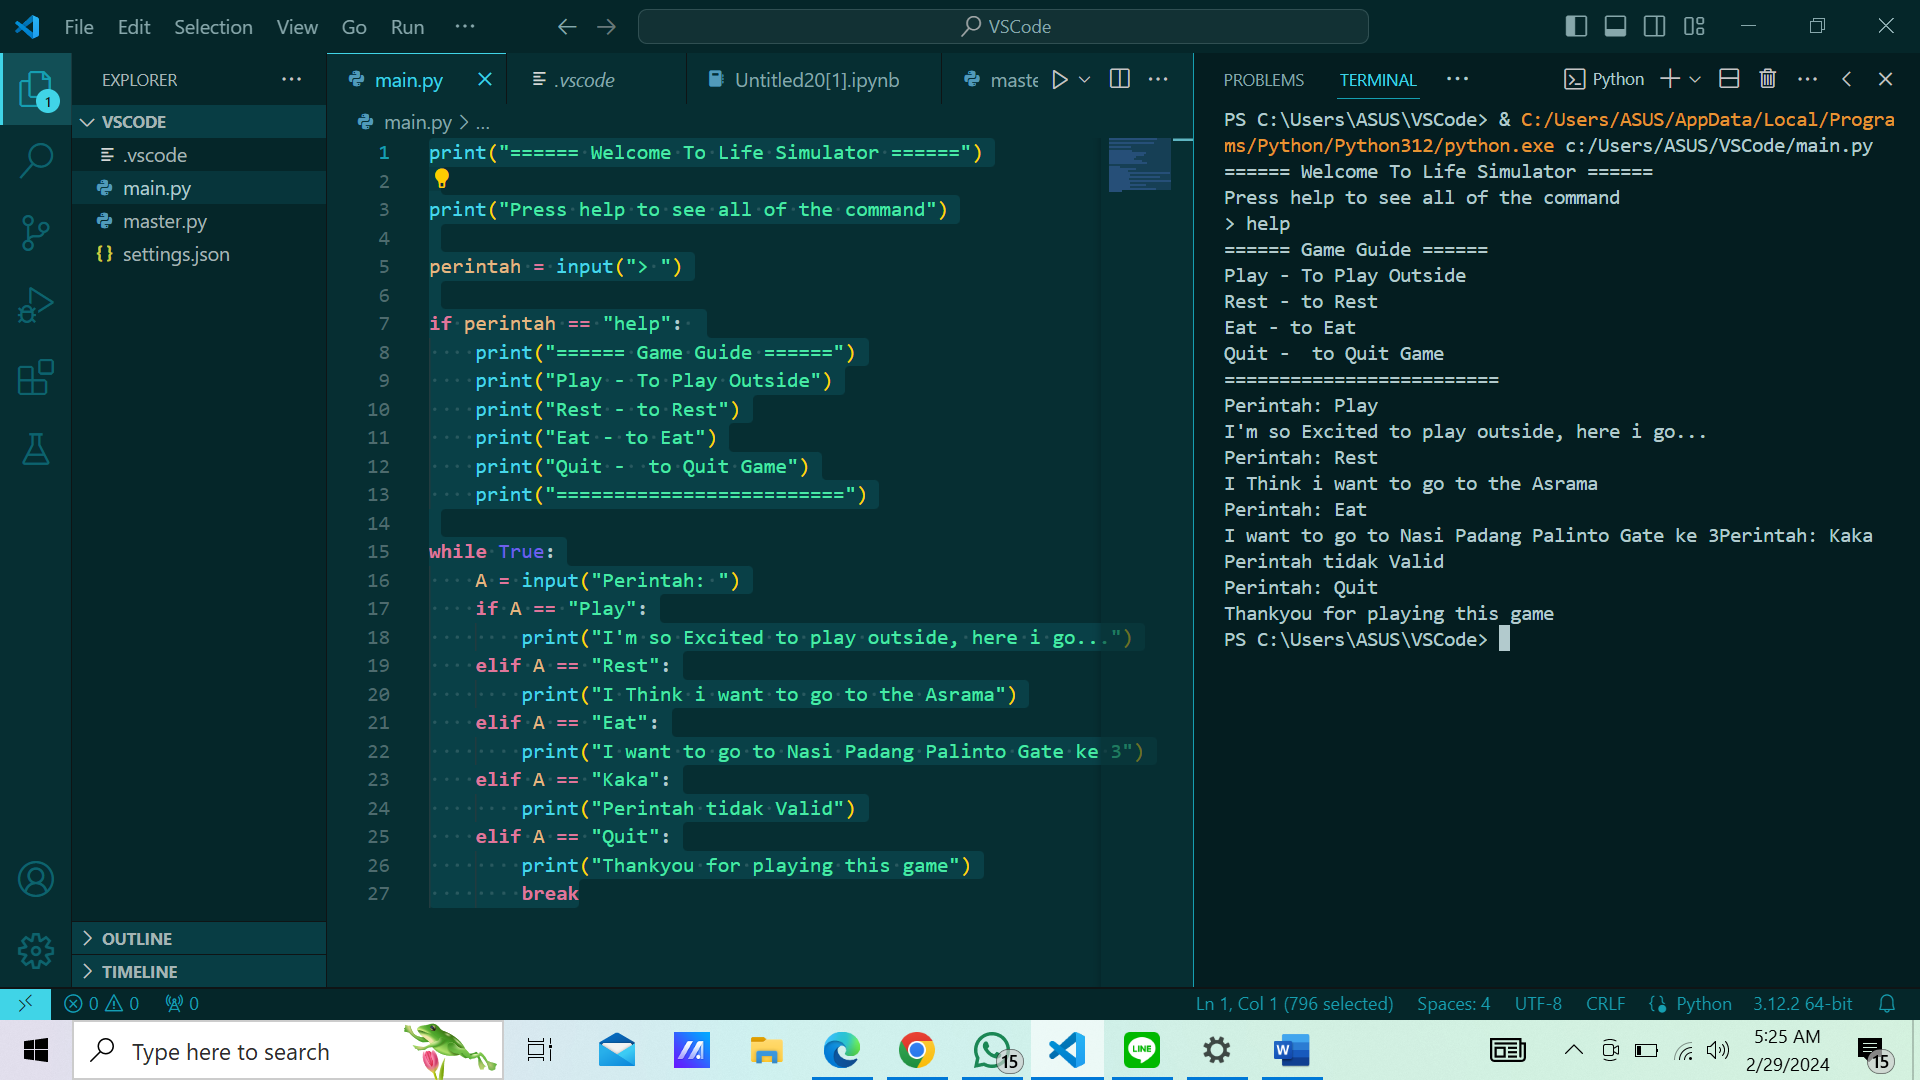 File Edit Selection View Go Run ...
VSCode
EXPLORER ...
VSCODE
.vscode
main.py
master.py
settings.json
OUTLINE
TIMELINE
1
main.py
.vscode
Untitled20[1].ipynb
maste
main.py > ...
1 print("====== Welcome To Life Simulator ======")
2
3 print("Press help to see all of the command")
4
5 perintah = input("> ")
6
7 if perintah == "help":
8     print("====== Game Guide ======")
9     print("Play - To Play Outside")
10     print("Rest - to Rest")
11     print("Eat - to Eat")
12     print("Quit -  to Quit Game")
13     print("=========================")
14
15 while True:
16     A = input("Perintah: ")
17     if A == "Play":
18         print("I'm so Excited to play outside, here i go...")
19     elif A == "Rest":
20         print("I Think i want to go to the Asrama")
21     elif A == "Eat":
22         print("I want to go to Nasi Padang Palinto Gate ke 3")
23     elif A == "Kaka":
24         print("Perintah tidak Valid")
25     elif A == "Quit":
26         print("Thankyou for playing this game")
27         break
PROBLEMS TERMINAL ... Python
PS C:\Users\ASUS\VSCode> & C:/Users/ASUS/AppData/Local/Progra
ms/Python/Python312/python.exe c:/Users/ASUS/VSCode/main.py
====== Welcome To Life Simulator ======
Press help to see all of the command
> help
====== Game Guide ======
Play - To Play Outside
Rest - to Rest
Eat - to Eat
Quit -  to Quit Game
=========================
Perintah: Play
I'm so Excited to play outside, here i go...
Perintah: Rest
I Think i want to go to the Asrama
Perintah: Eat
I want to go to Nasi Padang Palinto Gate ke 3Perintah: Kaka
Perintah tidak Valid
Perintah: Quit
Thankyou for playing this game
PS C:\Users\ASUS\VSCode>
0 0 0
Ln 1, Col 1 (796 selected) Spaces: 4 UTF-8 CRLF Python 3.12.2 64-bit
Type here to search
15
LINE
W
5:25 AM
2/29/2024
15